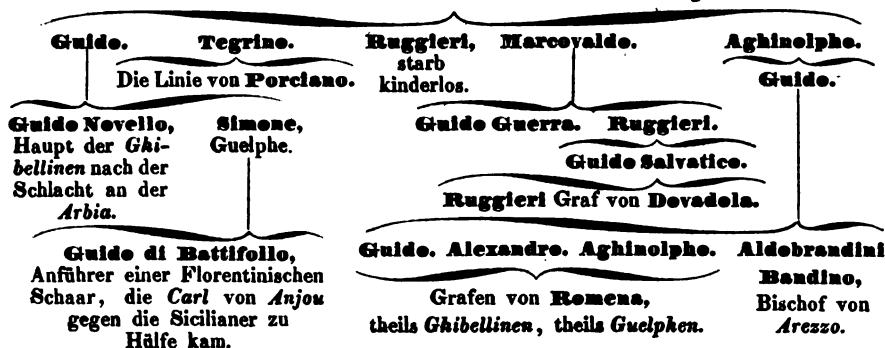 Guido. Tegrino. Ruggieri, Marcovaldo. Aghinolpho.
starb
Die Linie von Porciano. kinderlos. Guido.
Guido Novello, Simone, Guido Guerra. Ruggieri.
Haupt der Ghi- Guelphe.
bellinen nach der Guido Salvatico.
Schlacht an der
Arbia. Ruggieri Graf von Dovadola.
Guido di Battifollo, Guido. Alexandro. Aghinolpho. Aldobrandini
Anführer einer Florentinischen Bandino,
Schaar, die Carl von Anjou Grafen von Romena, Bischof von
gegen die Sicilianer zu theils Ghibellinen, theils Guelphen. Arezzo.
Hülfe kam.